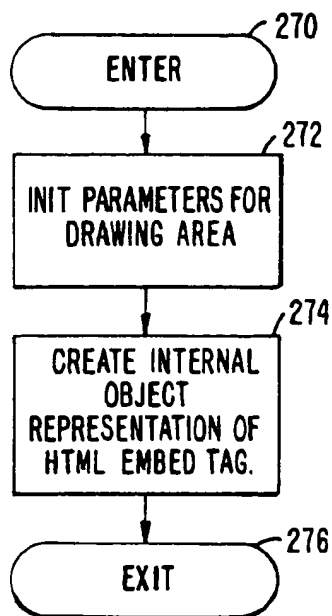 270
ENTER
272
INIT PARAMETERS FOR
DRAWING AREA
274
CREATE INTERNAL
OBJECT
REPRESENTATION OF
HTML EMBED TAG.
276
EXIT